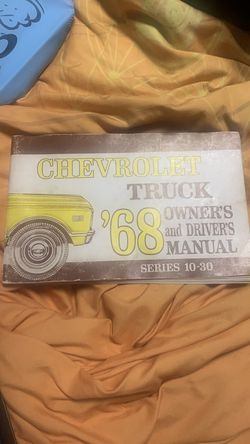 CHEVROLET
TRUCK
'68 OWNER'S
and DRIVER'S
MANUAL
SERIES 10-30